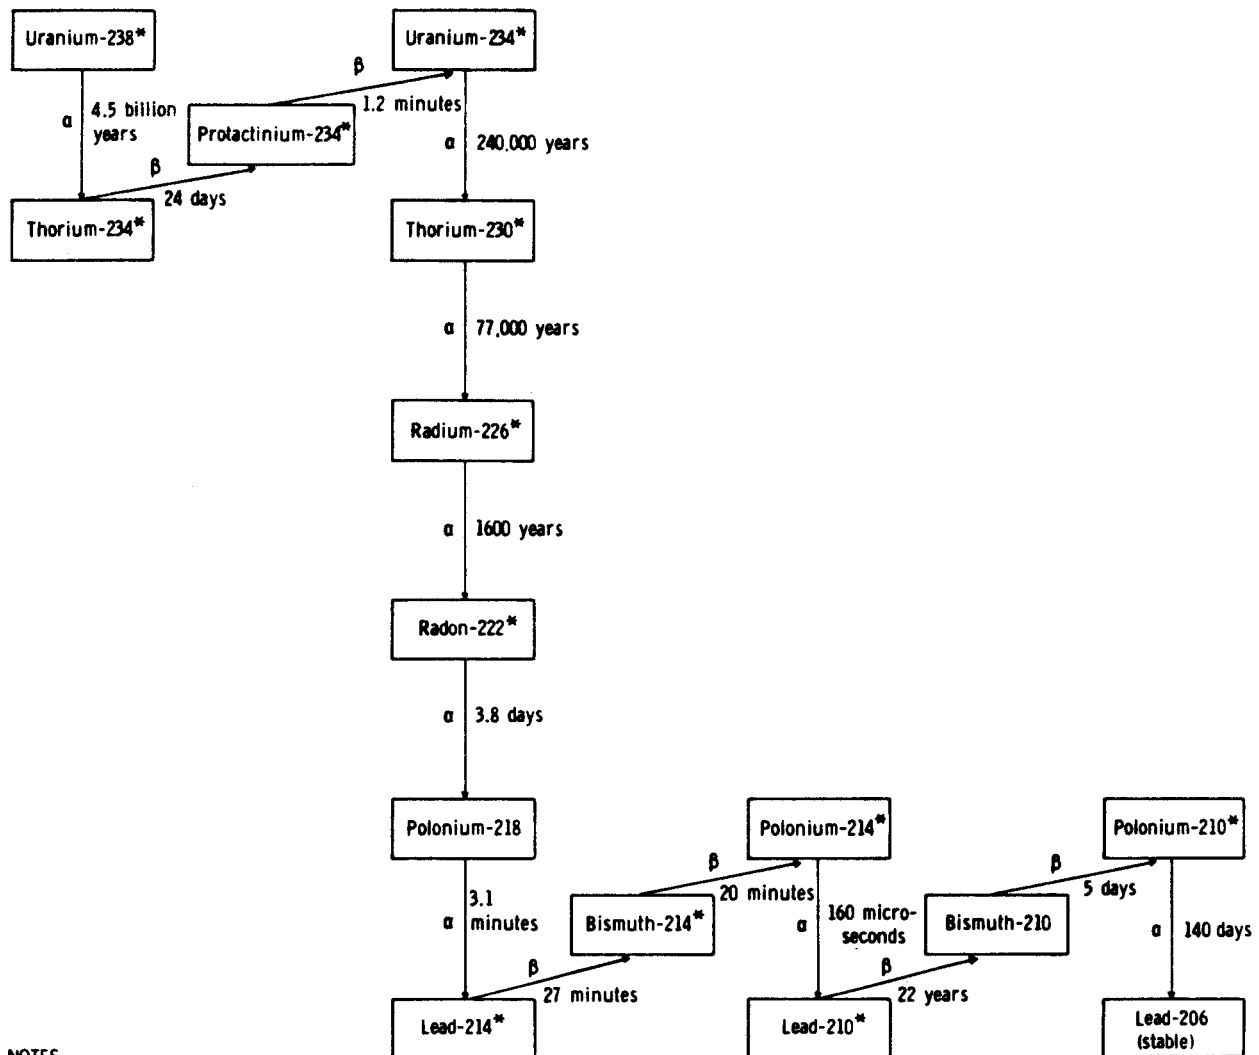 Uranium-238*
Uranium-234*
β
α
4.5 billion
years
Protactinium-234*
1.2 minutes
α
240,000 years
β
24 days
Thorium-234*
Thorium-230*
α
77,000 years
Radium-226*
α
1600 years
Radon-222*
α
3.8 days
Polonium-218
Polonium-214*
Polonium-210*
β
20 minutes
β
5 days
α
3.1
minutes
Bismuth-214*
α
160 micro-
seconds
Bismuth-210
α
140 days
β
27 minutes
β
22 years
Lead-214*
Lead-210*
Lead-206
(stable)
NOTES